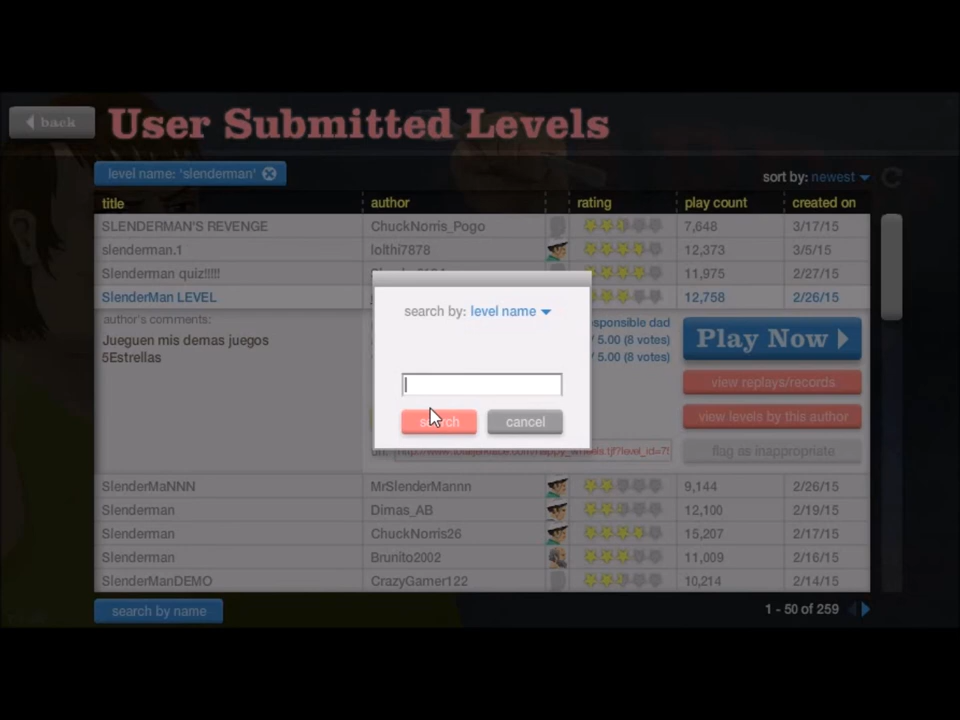 back
User Submitted Levels
level name: 'slenderman'
sort by: newest
title author rating play count created on
SLENDERMAN'S REVENGE ChuckNorris_Pogo 7,648 3/17/15
slenderman.1 lolthi7878 12,373 3/5/15
Slenderman quiz!!!!! 11,975 2/27/15
SlenderMan LEVEL 12,758 2/26/15
author's comments:
Jueguen mis demas juegos
5Estrellas
search by: level name
search cancel
sponsible dad
/ 5.00 (8 votes)
/ 5.00 (8 votes)
Play Now
view replays/records
view levels by this author
flag as inappropriate
SlenderMaNNN MrSlenderMannn 9,144 2/26/15
Slenderman Dimas_AB 12,100 2/19/15
Slenderman ChuckNorris26 15,207 2/17/15
Slenderman Brunito2002 11,009 2/16/15
SlenderManDEMO CrazyGamer122 10,214 2/14/15
search by name
1 - 50 of 259